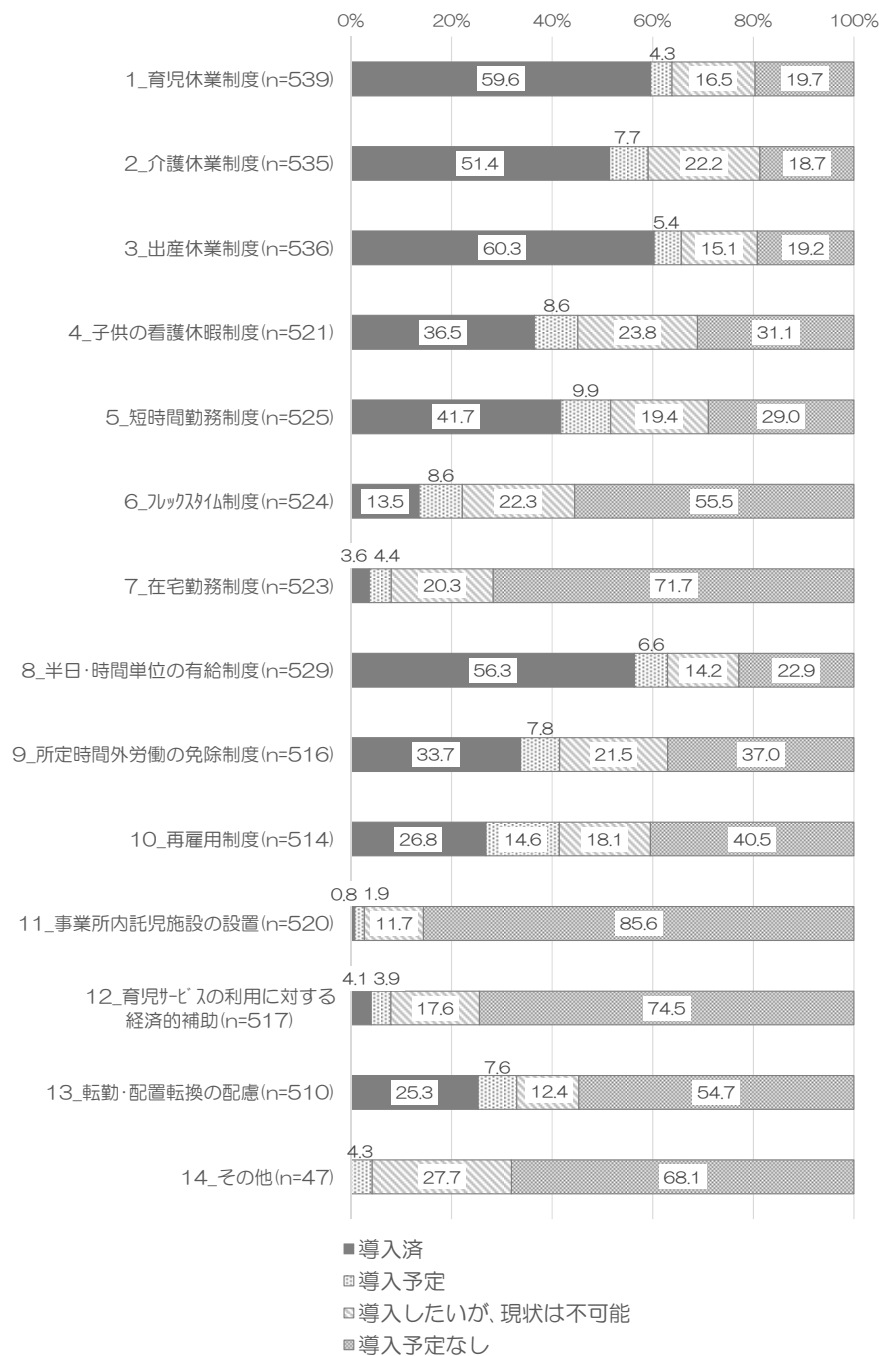 0% 20% 40% 60% 80% 100%
4.3
1_育児休業制度(n=539) 59.6 16.5 19.7
7.7
2_介護休業制度(n=535) 51.4 22.2 18.7
5.4
3_出産休業制度(n=536) 60.3 15.1 19.2
8.6
4_子供の看護休暇制度(n=521) 36.5 23.8 31.1
9.9
5_短時間勤務制度(n=525) 41.7 19.4 29.0
8.6
6_ﾌﾚｯｸｽﾀｲﾑ制度(n=524) 13.5 22.3 55.5
3.6 4.4
7_在宅勤務制度(n=523) 20.3 71.7
6.6
8_半日･時間単位の有給制度(n=529) 56.3 14.2 22.9
7.8
9_所定時間外労働の免除制度(n=516) 33.7 21.5 37.0
10_再雇用制度(n=514) 26.8 14.6 18.1 40.5
0.8 1.9
11_事業所内託児施設の設置(n=520) 11.7 85.6
4.1 3.9
12_育児ｻｰﾋﾞｽの利用に対する
経済的補助(n=517) 17.6 74.5
7.6
13_転勤･配置転換の配慮(n=510) 25.3 12.4 54.7
4.3
14_その他(n=47) 27.7 68.1
導入済
導入予定
導入したいが、現状は不可能
導入予定なし